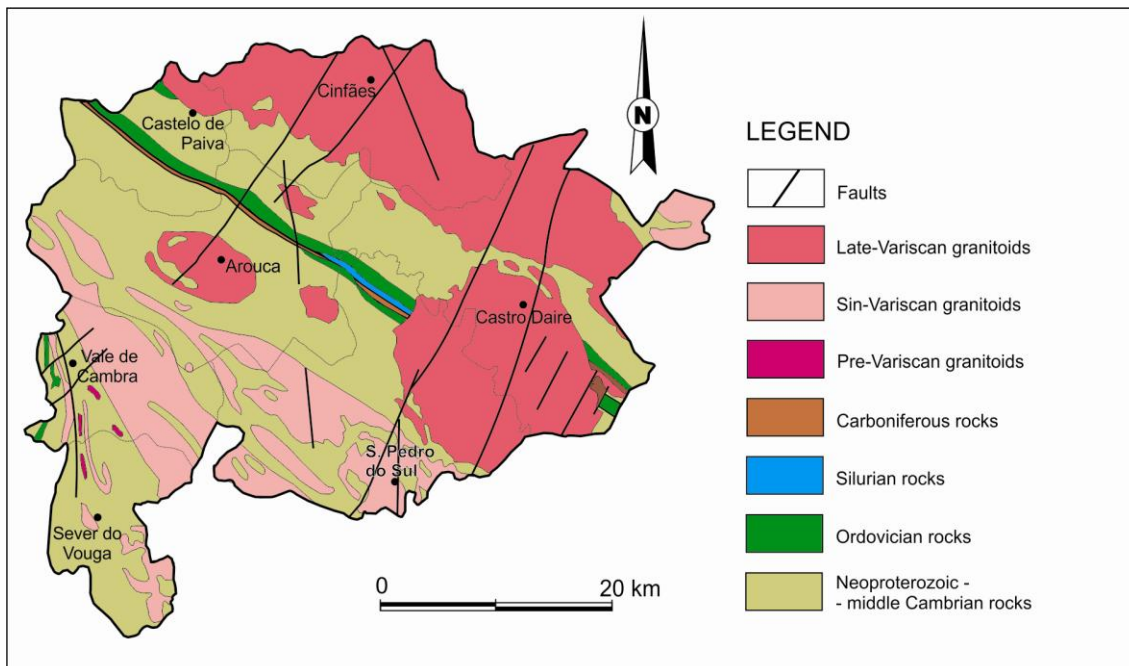 Cinfães
Castelo de
Paiva
N
LEGEND
Faults
Late-Variscan granitoids
Arouca
Castro Daire
Sin-Variscan granitoids
Vale de
Cambra
Pre-Variscan granitoids
Carboniferous rocks
S. Pedro
do Sul
Silurian rocks
Sever do
Vouga
Ordovician rocks
0 20 km
Neoproterozoic -
- middle Cambrian rocks